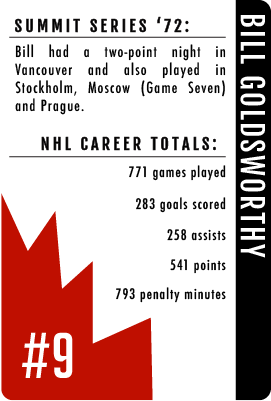 SUMMIT SERIES ‘72:
Bill had a two-point night in
Vancouver and also played in
Stockholm, Moscow (Game Seven)
and Prague.
NHL CAREER TOTALS:
771 games played
283 goals scored
258 assists
541 points
793 penalty minutes
#9
BILL GOLDSWORTHY